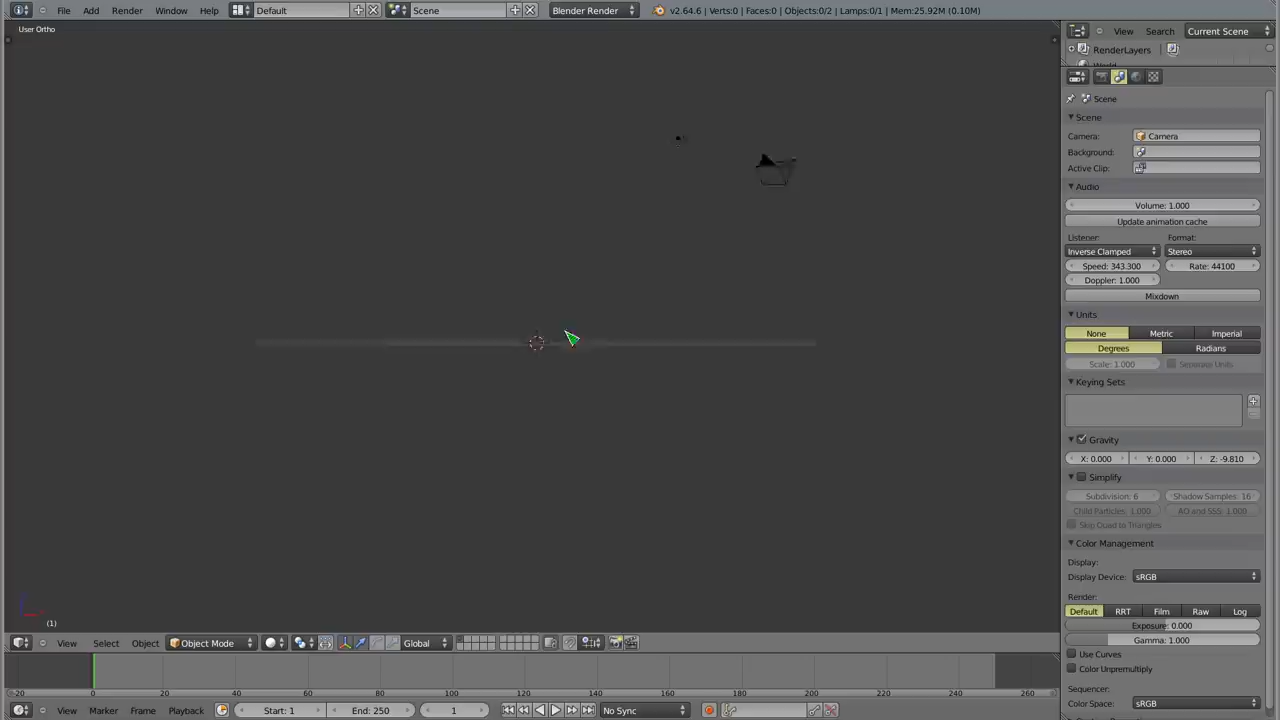 File Add Render Window Help Default Scene Blender Render v2.64.6 | Verts:0 | Faces:0 | Objects:0/2 | Lamps:0/1 | Mem:25.92M (0.10M)
User Ortho
View Search Current Scene
RenderLayers
World
Scene
Scene
Camera: Camera
Background:
Active Clip:
Audio
Volume: 1.000
Update animation cache
Listener: Format:
Inverse Clamped Stereo
Speed: 343.300 Rate: 44100
Doppler: 1.000
Mixdown
Units
None Metric Imperial
Degrees Radians
Scale: 1.000 Separate Units
Keying Sets
Gravity
X: 0.000 Y: 0.000 Z: -9.810
Simplify
Subdivision: 6 Shadow Samples: 16
Child Particles: 1.000 AO and SSS: 1.000
Skip Quad to Triangles
Color Management
Display:
Display Device: sRGB
Render:
Default RRT Film Raw Log
Exposure: 0.000
Gamma: 1.000
Use Curves
Color Unpremultiply
Sequencer:
Color Space: sRGB
(1)
View Select Object Object Mode Global
-20 0 20 40 60 80 100 120 140 160 180 200 220 240 260
View Marker Frame Playback Start: 1 End: 250 1 No Sync